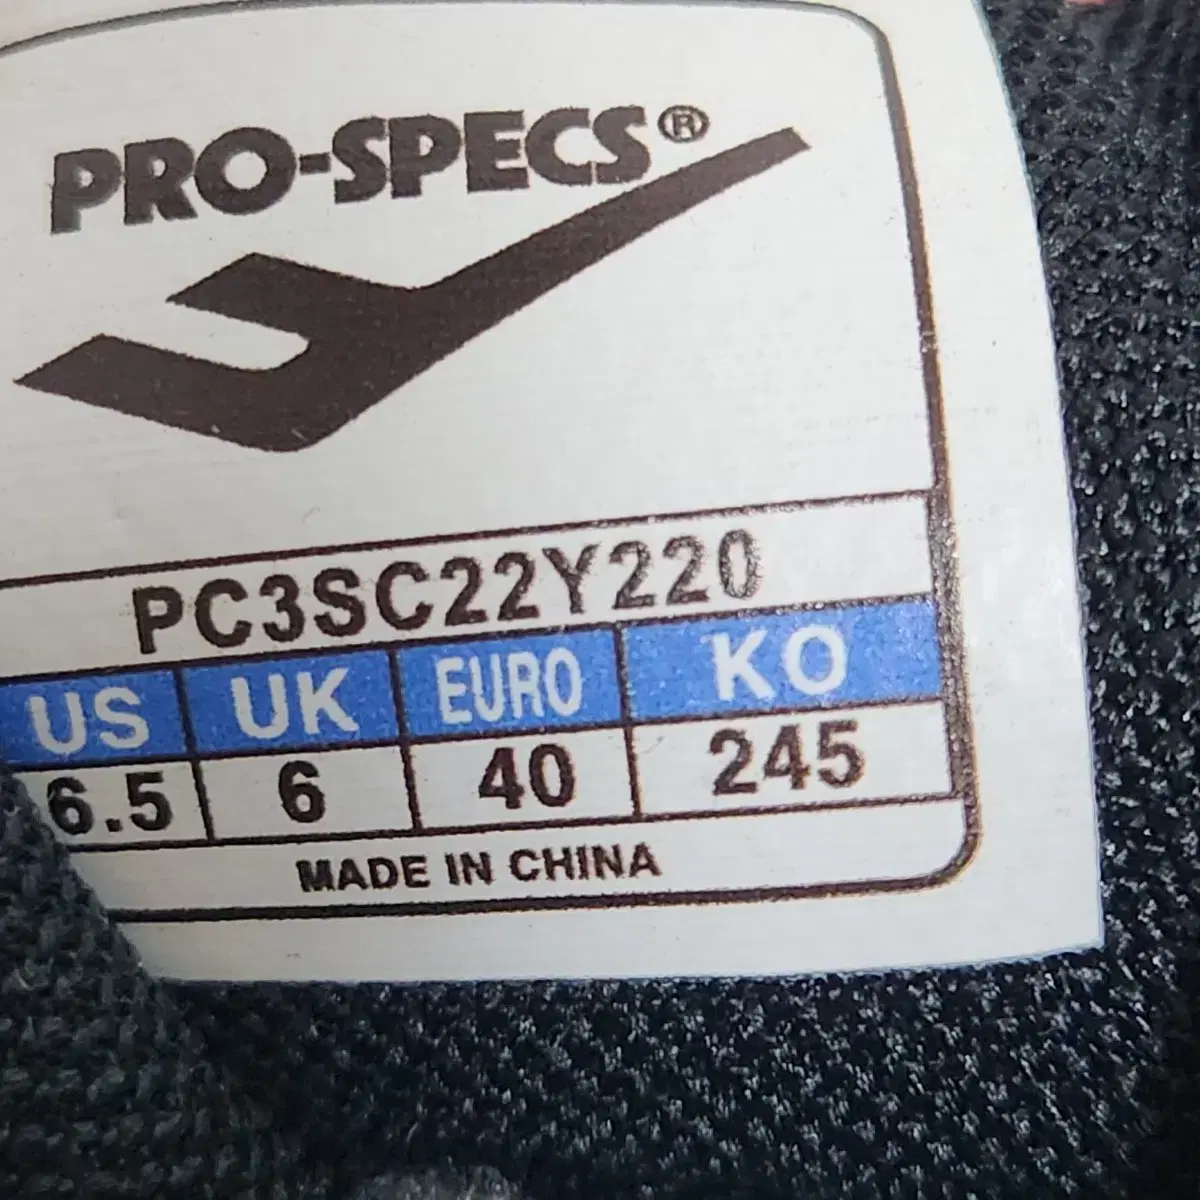 PRO-SPECS®
PC3SC22Y220
US UK EURO KO
6.5 6 40 245
MADE IN CHINA